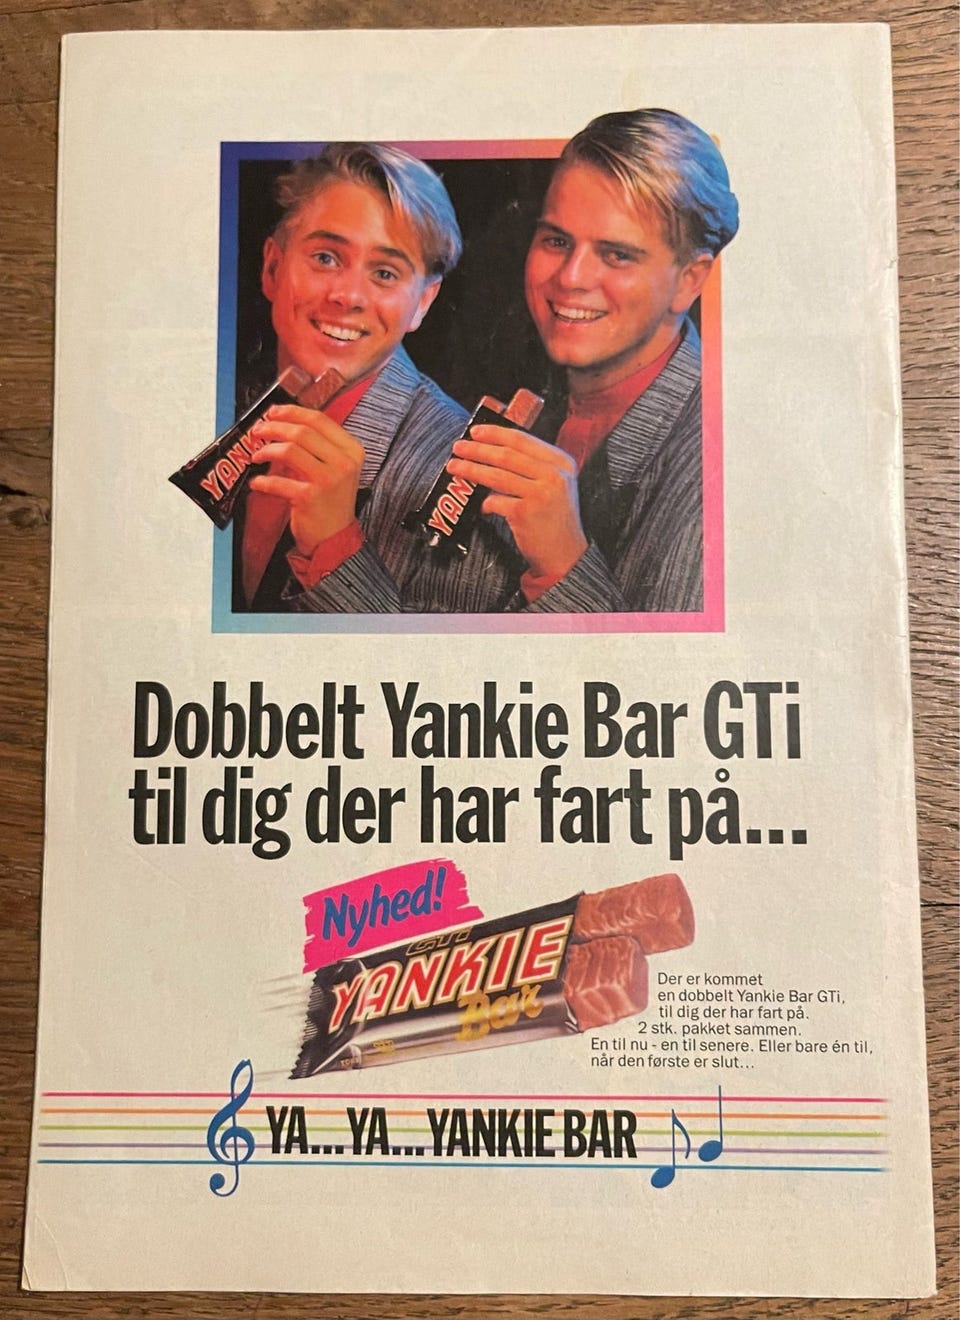 YANK
YAN
Dobbelt Yankie Bar GTi
til dig der har fart på...
Nyhed!
GTi
YANKIE
Bar
Der er kommet
en dobbelt Yankie Bar GTi,
til dig der har fart på.
2 stk. pakket sammen.
En til nu - en til senere. Eller bare én til,
når den første er slut...
YA...YA...YANKIE BAR